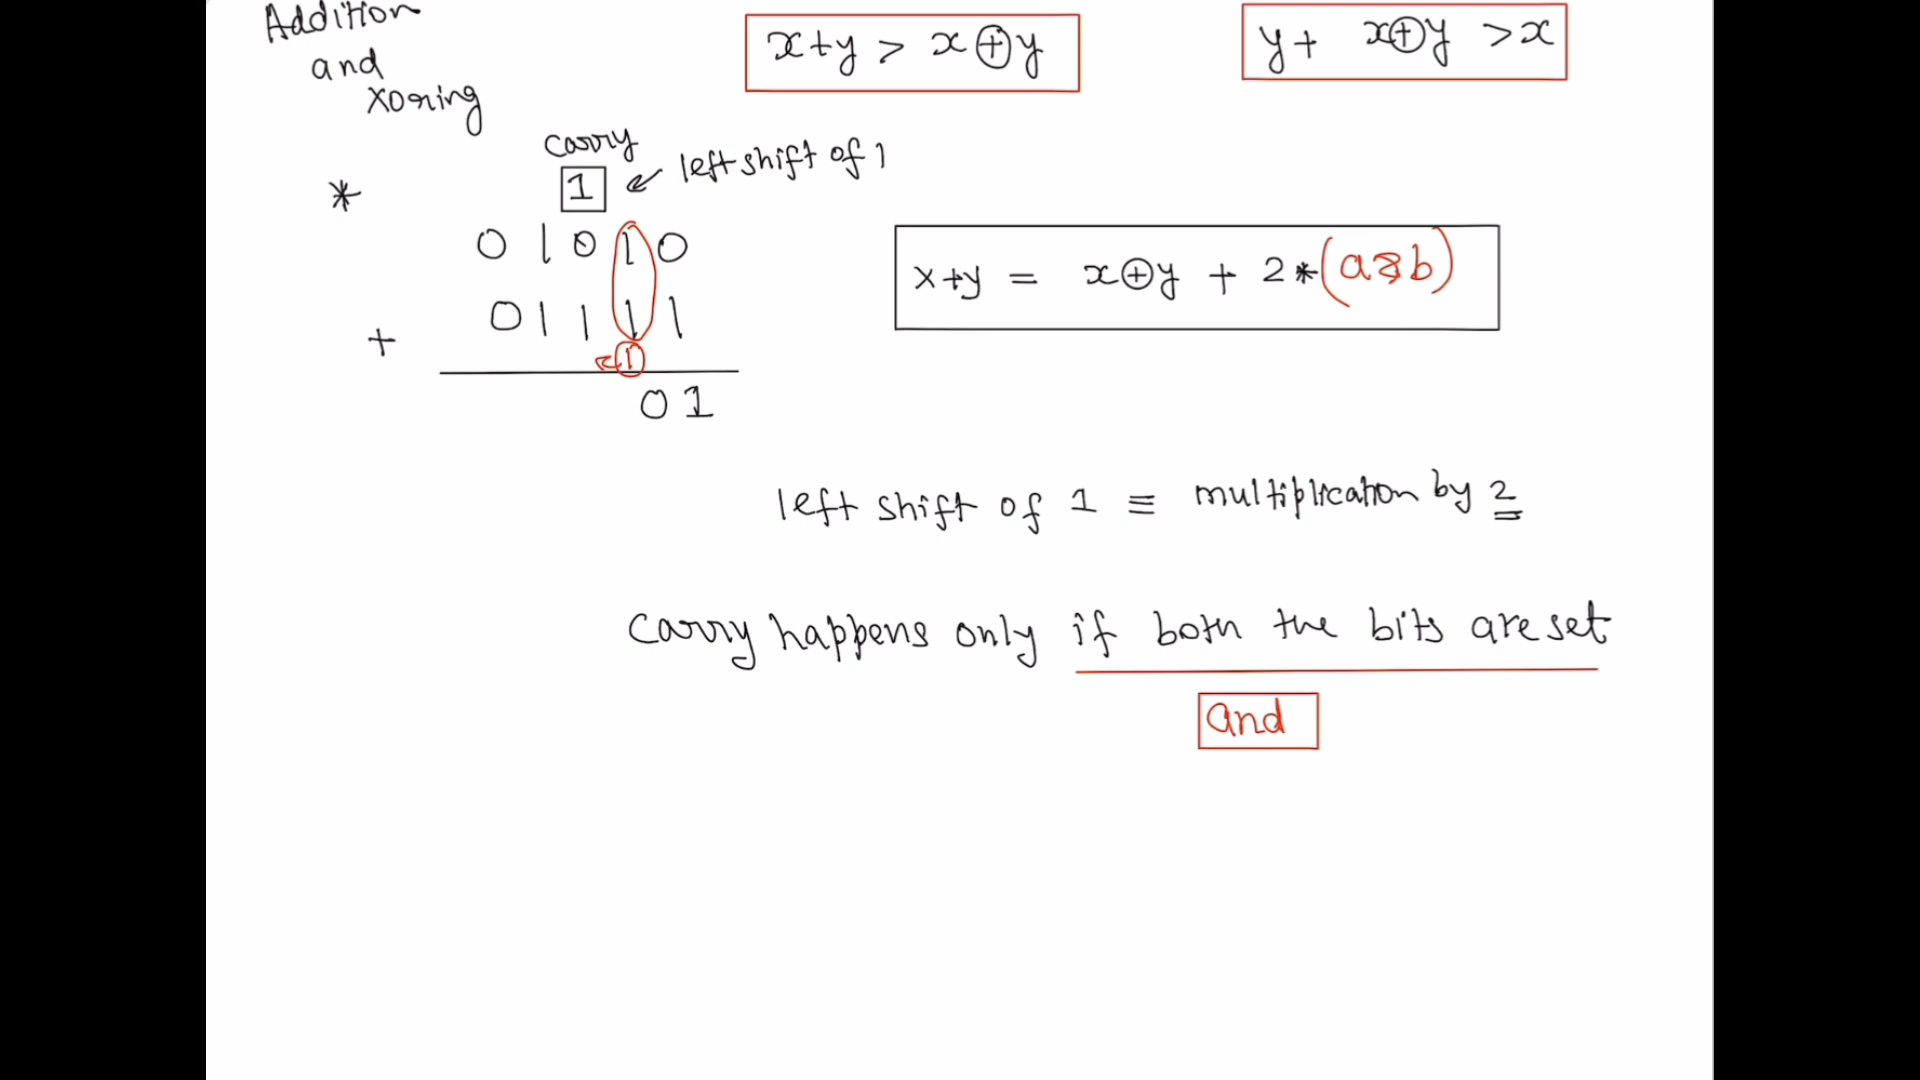 Addition
and
xoring
x+y > x⊕y
y+ x⊕y >x
carry
1 ← left shift of 1
*
0 1 0 1 0
0 1 1 1 1
+
←1
0 1
x+y = x⊕y + 2*(a&b)
left shift of 1 ≡ multiplication by 2
carry happens only if both the bits are set
and